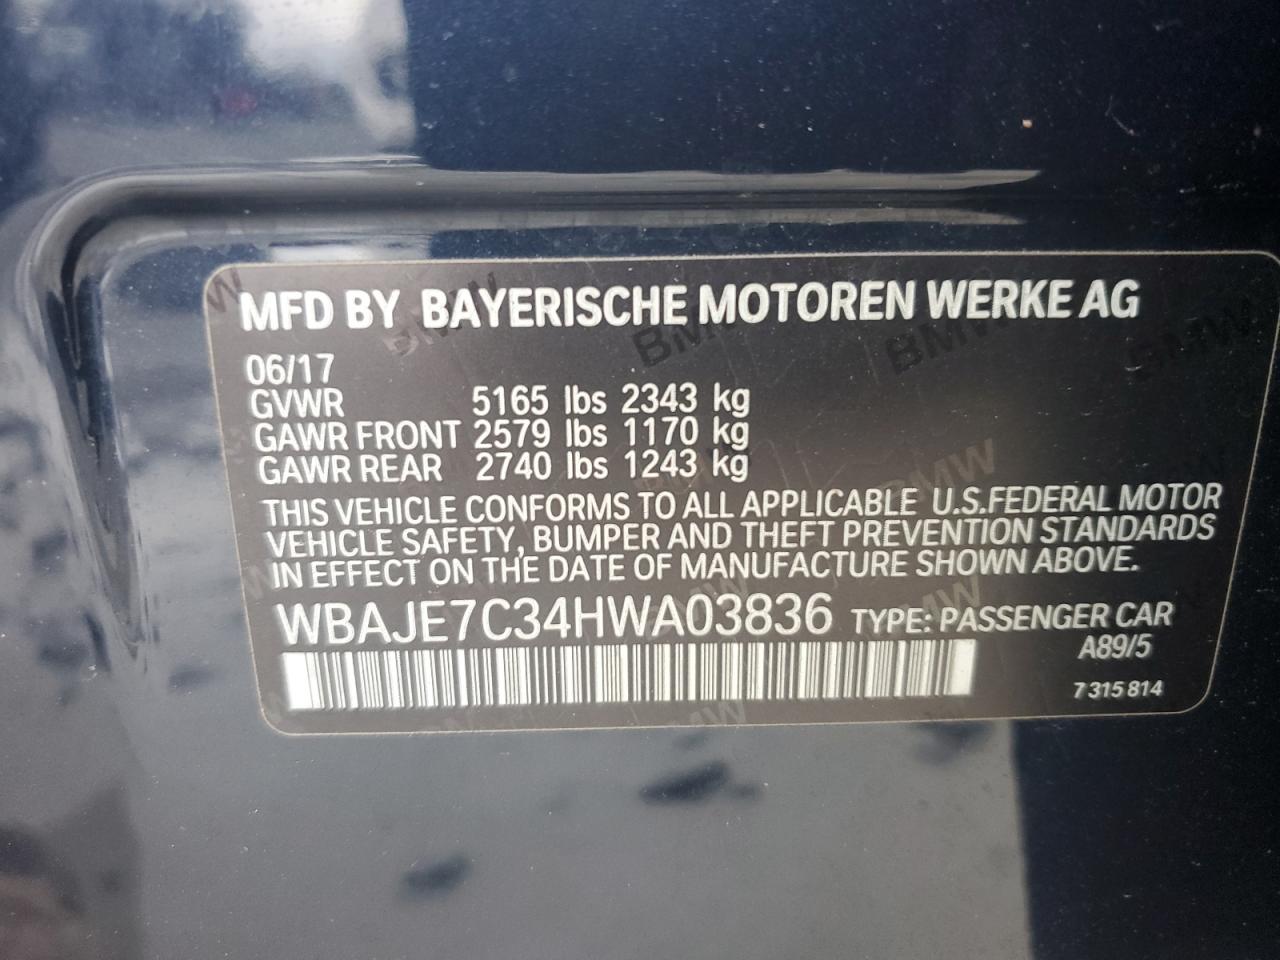 MFD BY BAYERISCHE MOTOREN WERKE AG
06/17
GVWR 5165 lbs 2343 kg
GAWR FRONT 2579 lbs 1170 kg
GAWR REAR 2740 lbs 1243 kg
THIS VEHICLE CONFORMS TO ALL APPLICABLE U.S.FEDERAL MOTOR
VEHICLE SAFETY, BUMPER AND THEFT PREVENTION STANDARDS
IN EFFECT ON THE DATE OF MANUFACTURE SHOWN ABOVE.
WBAJE7C34HWA03836 TYPE: PASSENGER CAR
A89/5
7 315 814